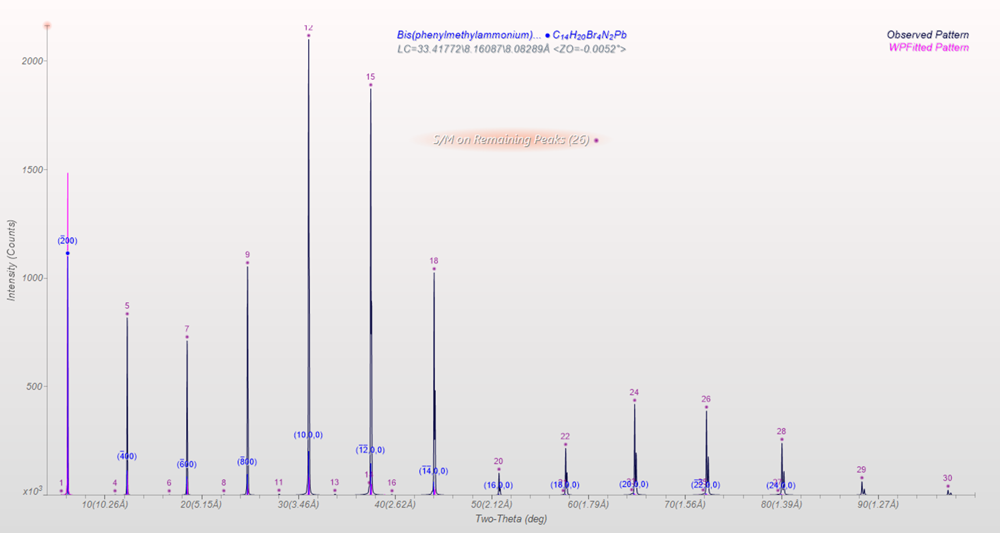 12
Bis(phenylmethylammonium)... • C₁₄H₂₀Br₄N₂Pb
Observed Pattern
LC=33.41772\8.16087\8.08289Å <ZO=-0.0052°>
WPFitted Pattern
2000
15
S/M on Remaining Peaks (26)
1500
(2̅00)
9
18
1000
Intensity (Counts)
5
7
500
24
26
28
22
(10,0,0)
(1̅2̅,0,0)
(4̅00)
(6̅00)
(8̅00)
20
(1̅4̅,0,0)
29
30
1
4
6
8
11
13
16
(16,0,0)
(18,0,0)
(20,0,0)
(2̅2̅,0,0)
(24,0,0)
x10³
10(10.26Å)
20(5.15Å)
30(3.46Å)
40(2.62Å)
50(2.12Å)
60(1.79Å)
70(1.56Å)
80(1.39Å)
90(1.27Å)
Two-Theta (deg)